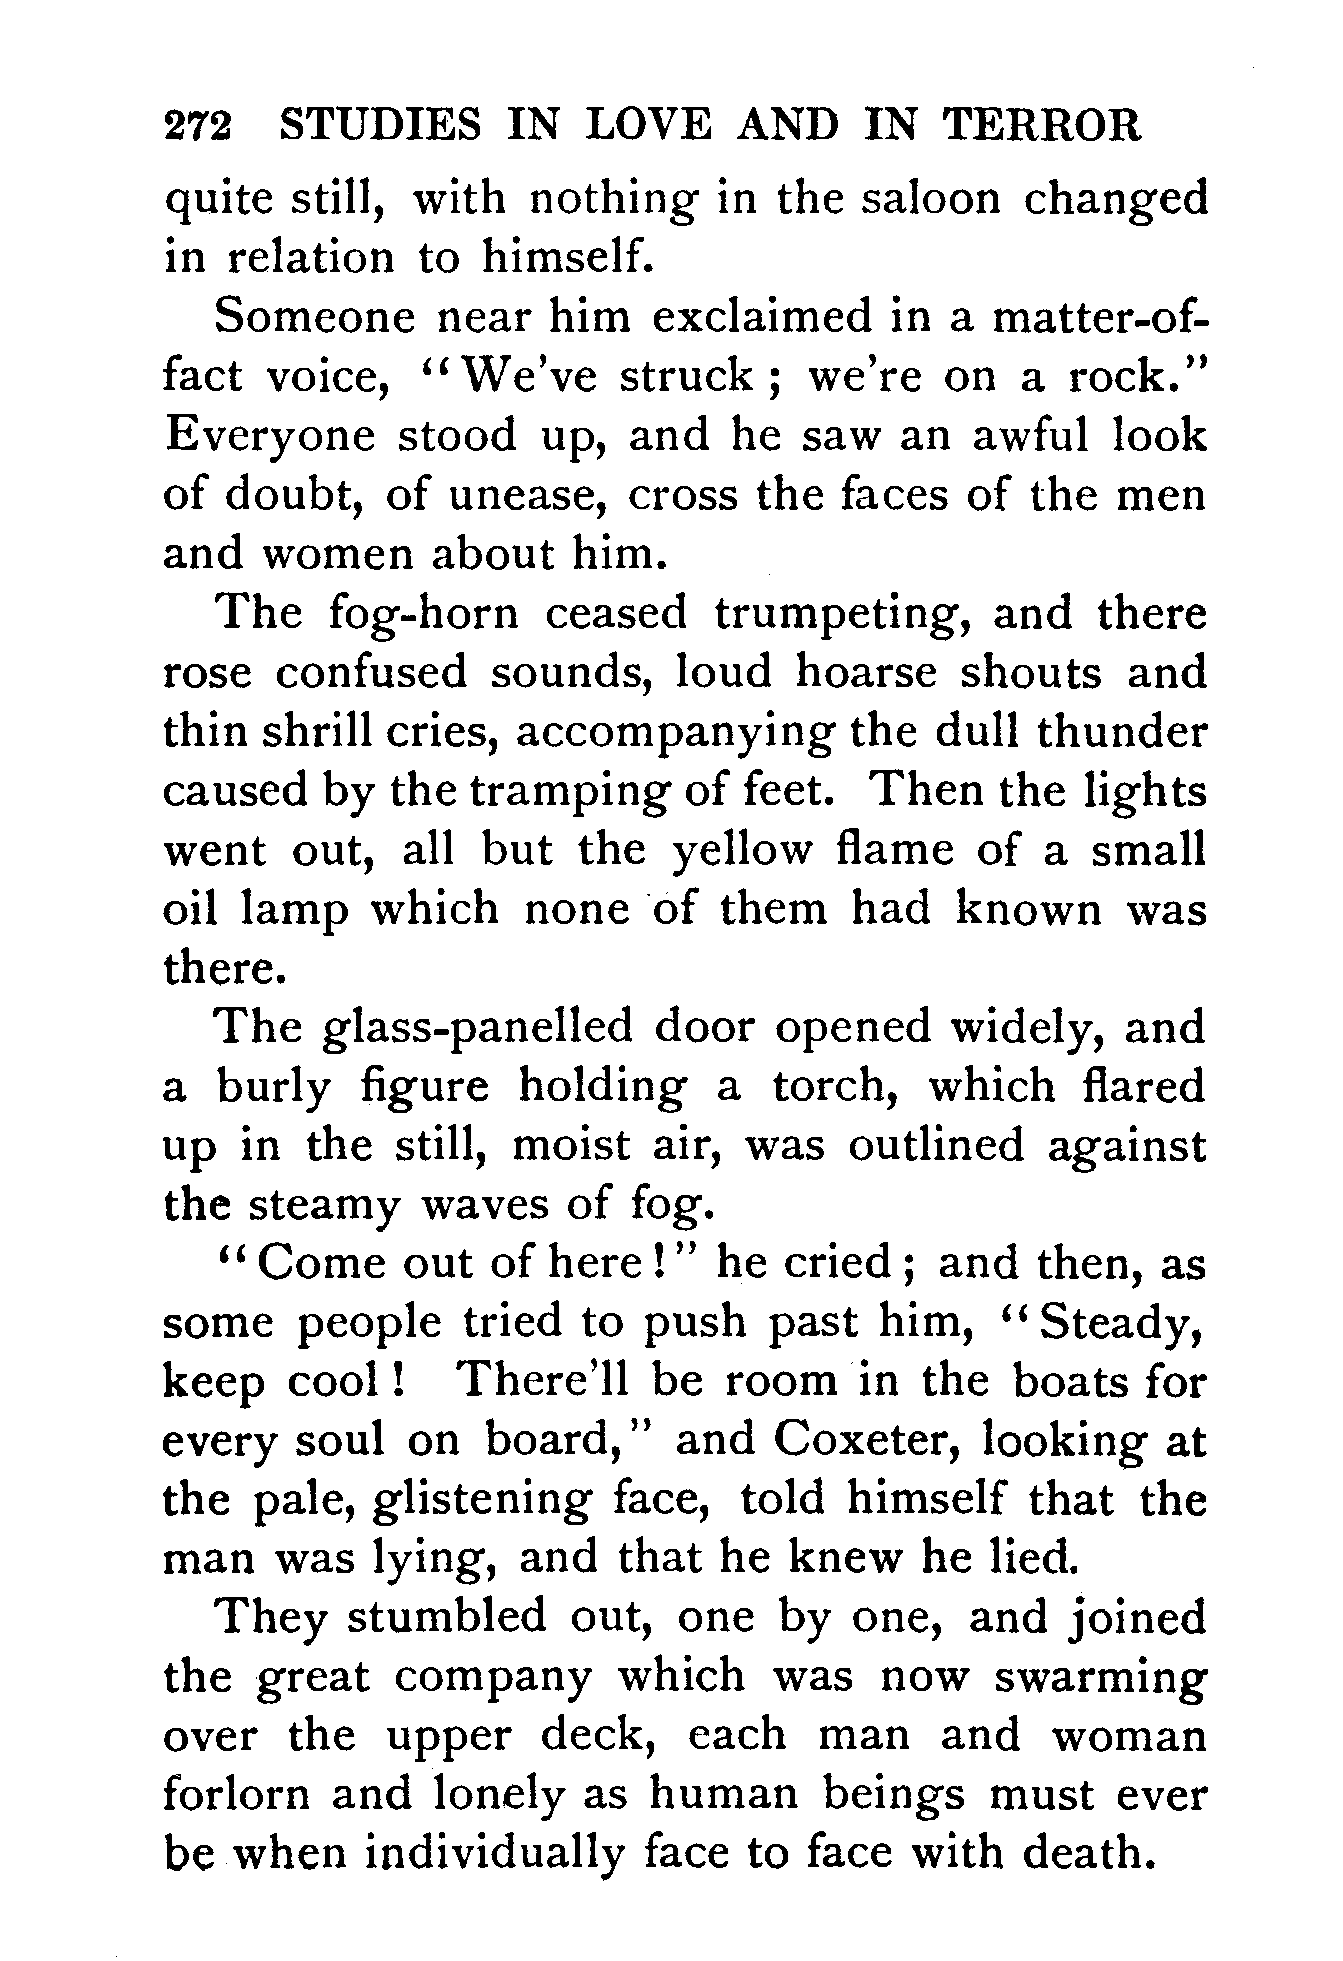 272 STUDIES IN LOVE AND IN TERROR
quite still, with nothing in the saloon changed
in relation to himself.
Someone near him exclaimed in a matter-of-
fact voice, “We've struck; we're on a rock.”
Everyone stood up, and he saw an awful look
of doubt, of unease, cross the faces of the men
and women about him.
The fog-horn ceased trumpeting, and there
rose confused sounds, loud hoarse shouts and
thin shrill cries, accompanying the dull thunder
caused by the tramping of feet. Then the lights
went out, all but the yellow flame of a small
oil lamp which none of them had known was
there.
The glass-panelled door opened widely, and
a burly figure holding a torch, which flared
up in the still, moist air, was outlined against
the steamy waves of fog.
“Come out of here!” he cried; and then, as
some people tried to push past him, “Steady,
keep cool! There'll be room in the boats for
every soul on board,” and Coxeter, looking at
the pale, glistening face, told himself that the
man was lying, and that he knew he lied.
They stumbled out, one by one, and joined
the great company which was now swarming
over the upper deck, each man and woman
forlorn and lonely as human beings must ever
be when individually face to face with death.